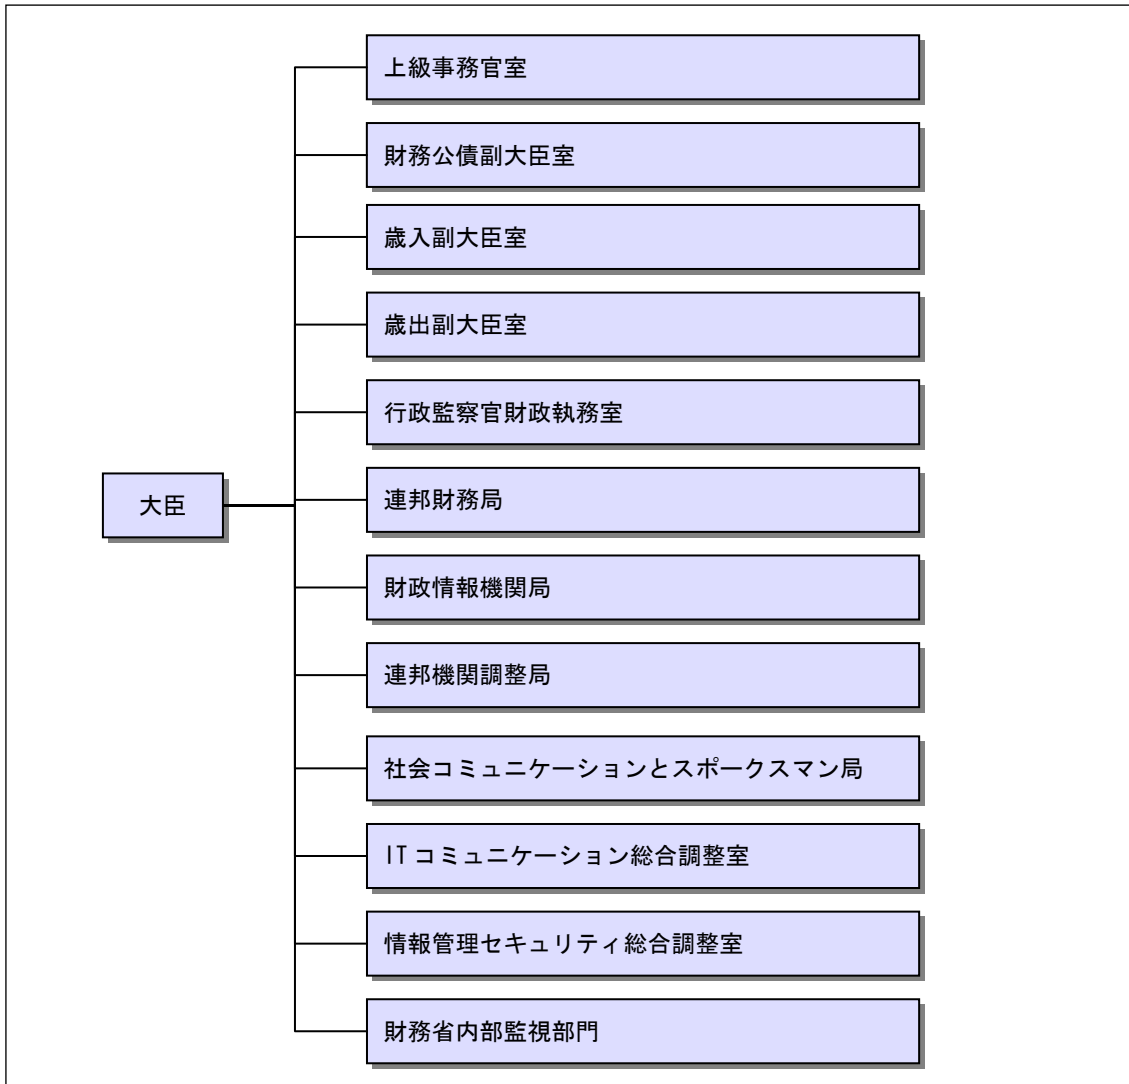 上級事務官室
財務公債副大臣室
歳入副大臣室
歳出副大臣室
行政監察官財政執務室
大臣
連邦財務局
財政情報機関局
連邦機関調整局
社会コミュニケーションとスポークスマン局
IT コミュニケーション総合調整室
情報管理セキュリティ総合調整室
財務省内部監視部門